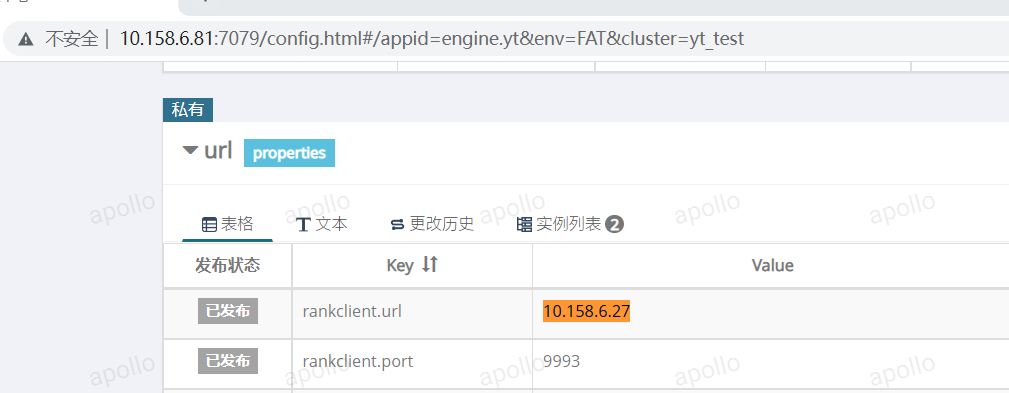 不安全 | 10.158.6.81:7079/config.html#/appid=engine.yt&env=FAT&cluster=yt_test
私有
url properties
表格 文本 更改历史 实例列表 2
发布状态 Key Value
已发布 rankclient.url 10.158.6.27
已发布 rankclient.port 9993
apollo apollo apollo apollo apollo
apollo apollo apollo apollo apollo